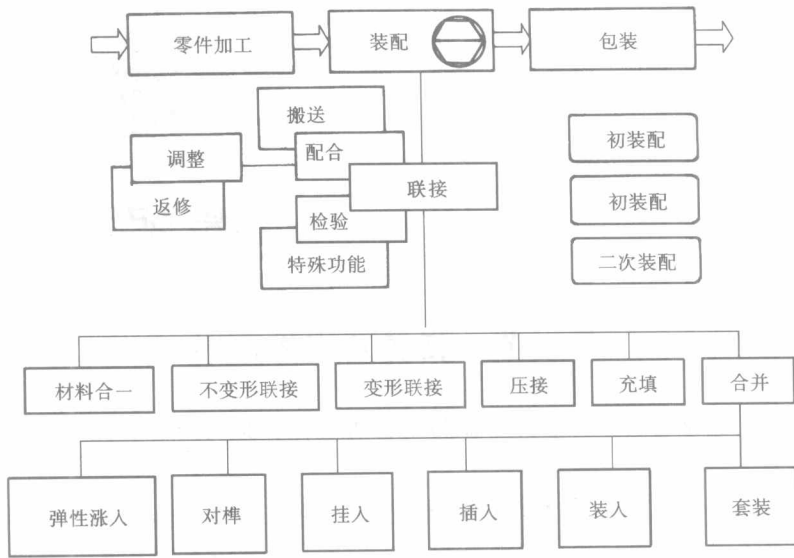 零件加工
装配
包装
搬送
初装配
调整
配合
联接
返修
初装配
检验
特殊功能
二次装配
材料合一
不变形联接
变形联接
压接
充填
合并
弹性涨入
对榫
挂入
插入
装入
套装